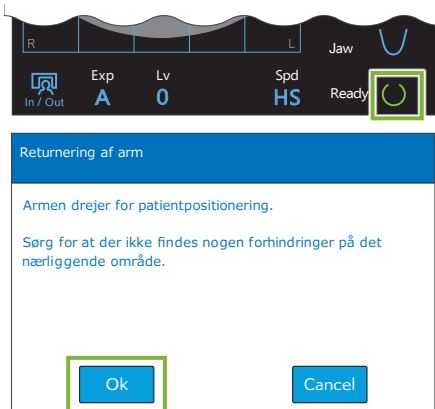 R L Jaw
Exp Lv Spd Ready
In / Out A 0 HS
Returnering af arm
Armen drejer for patientpositionering.
Sørg for at der ikke findes nogen forhindringer på det
nærliggende område.
Ok Cancel